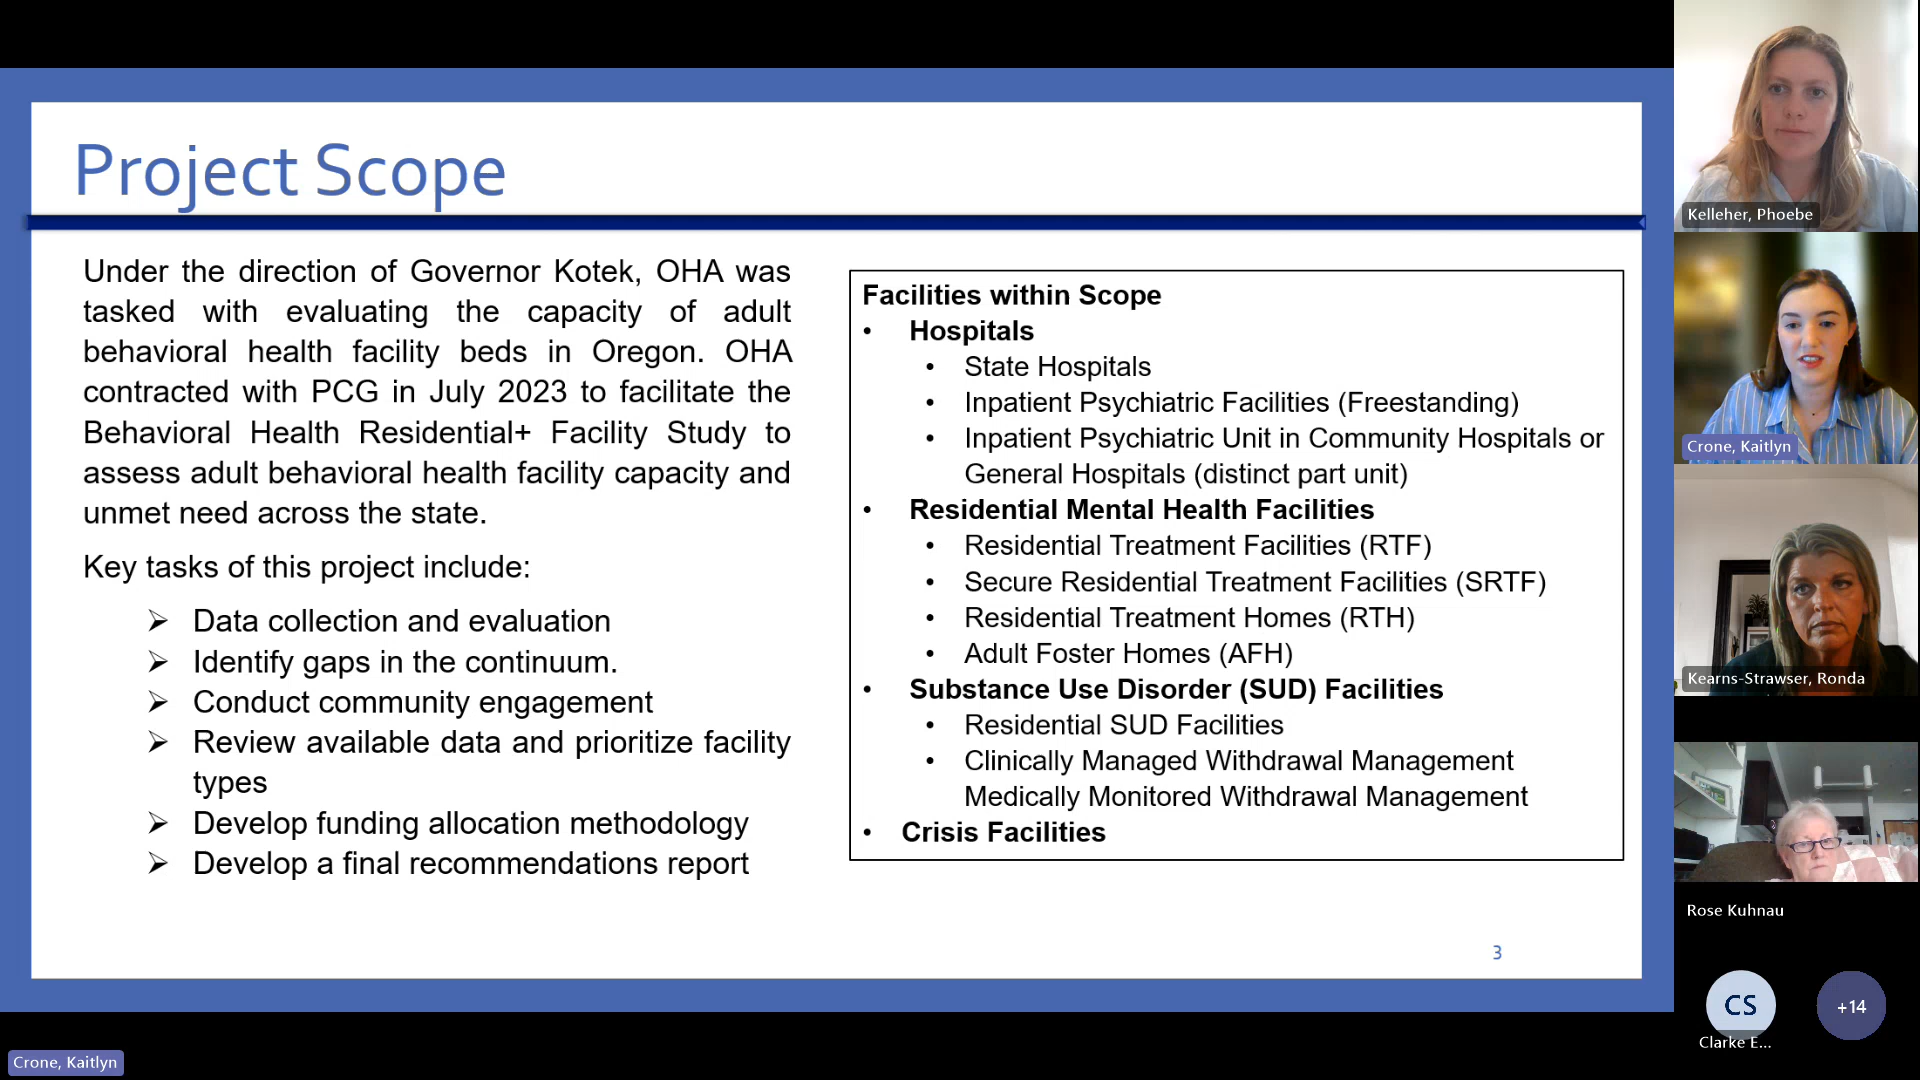 Project Scope
Under the direction of Governor Kotek, OHA was
tasked with evaluating the capacity of adult
behavioral health facility beds in Oregon. OHA
contracted with PCG in July 2023 to facilitate the
Behavioral Health Residential+ Facility Study to
assess adult behavioral health facility capacity and
unmet need across the state.
Key tasks of this project include:
➢ Data collection and evaluation
➢ Identify gaps in the continuum.
➢ Conduct community engagement
➢ Review available data and prioritize facility
types
➢ Develop funding allocation methodology
➢ Develop a final recommendations report
Facilities within Scope
• Hospitals
• State Hospitals
• Inpatient Psychiatric Facilities (Freestanding)
• Inpatient Psychiatric Unit in Community Hospitals or
General Hospitals (distinct part unit)
• Residential Mental Health Facilities
• Residential Treatment Facilities (RTF)
• Secure Residential Treatment Facilities (SRTF)
• Residential Treatment Homes (RTH)
• Adult Foster Homes (AFH)
• Substance Use Disorder (SUD) Facilities
• Residential SUD Facilities
• Clinically Managed Withdrawal Management
Medically Monitored Withdrawal Management
• Crisis Facilities
3
Kelleher, Phoebe
Crone, Kaitlyn
Kearns-Strawser, Ronda
Rose Kuhnau
CS
+14
Clarke E...
Crone, Kaitlyn